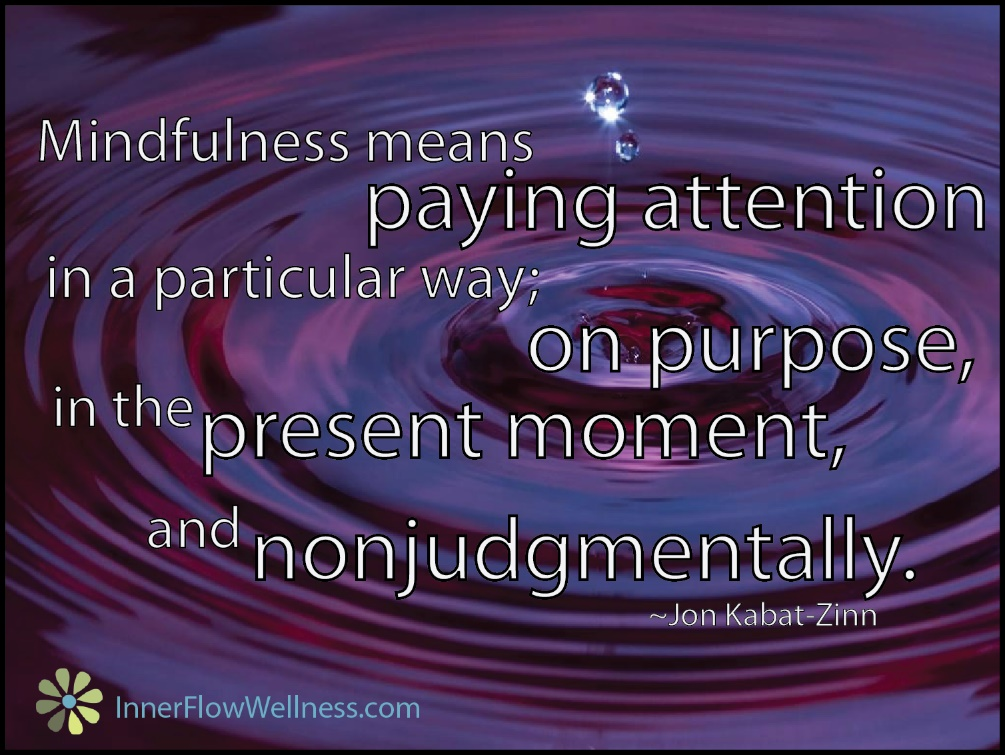 Mindfulness means
paying attention
in a particular way;
on purpose,
in the present moment,
and nonjudgmentally.
~Jon Kabat-Zinn
InnerFlowWellness.com